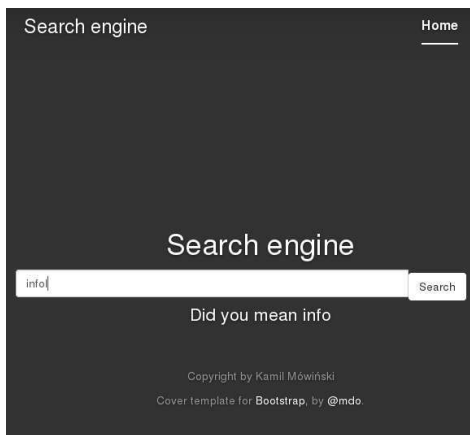 Search engine
Home
Search engine
infol
Search
Did you mean info
Copyright by Kamil Mówiński
Cover template for Bootstrap, by @mdo.